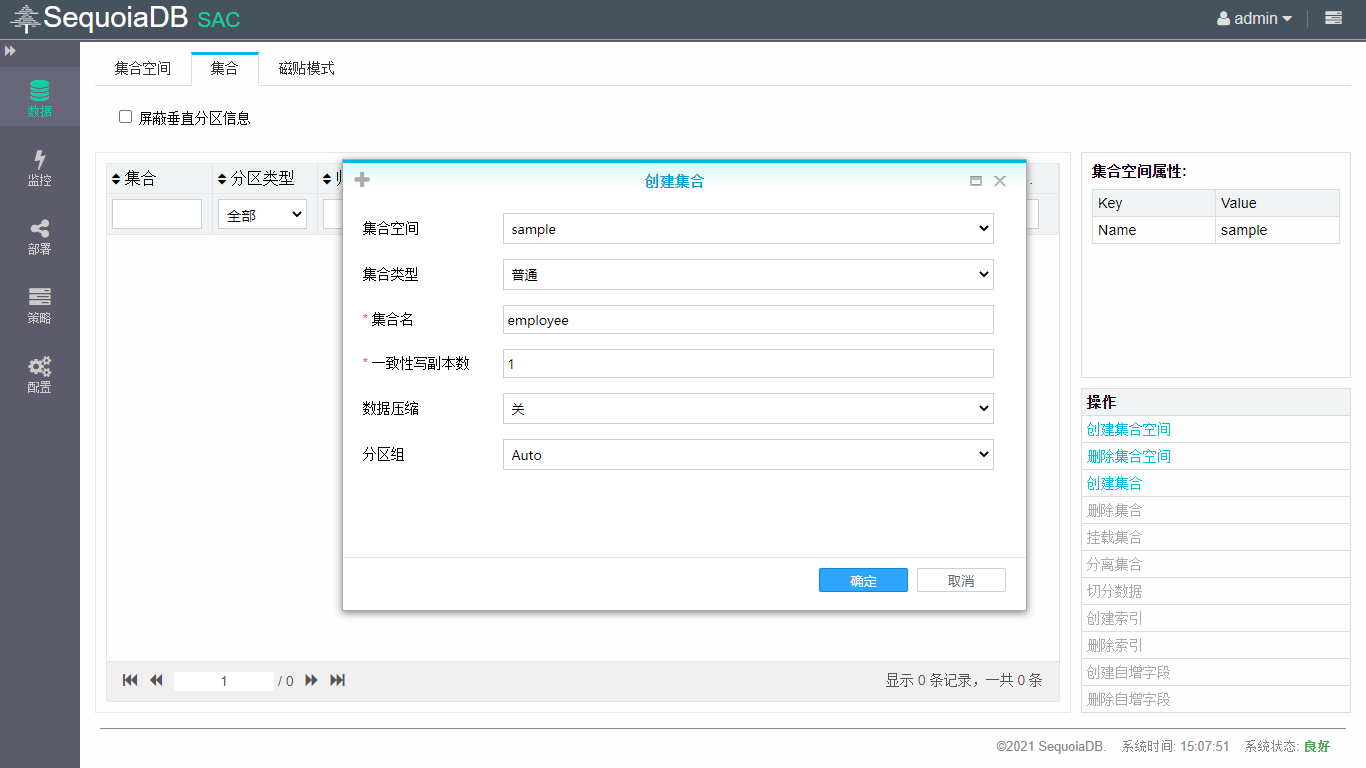 SequoiaDB SAC
admin
集合空间 集合 磁贴模式
数据
屏蔽垂直分区信息
监控
部署
策略
配置
集合 分区类型
全部
创建集合
集合空间 sample
集合类型 普通
* 集合名 employee
* 一致性写副本数 1
数据压缩 关
分区组 Auto
确定 取消
1 / 0
显示 0 条记录，一共 0 条
集合空间属性:
Key Value
Name sample
操作
创建集合空间
删除集合空间
创建集合
删除集合
挂载集合
分离集合
切分数据
创建索引
删除索引
创建自增字段
删除自增字段
©2021 SequoiaDB. 系统时间: 15:07:51 系统状态: 良好